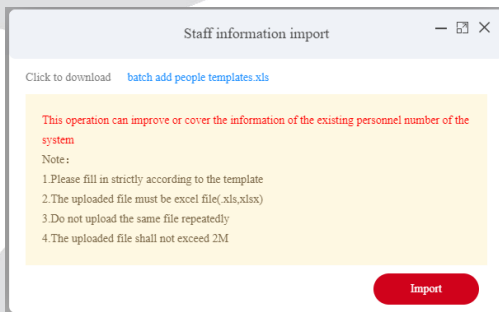 Staff information import
Click to download batch add people templates.xls
This operation can improve or cover the information of the existing personnel number of the
system
Note：
1.Please fill in strictly according to the template
2.The uploaded file must be excel file(.xls,xlsx)
3.Do not upload the same file repeatedly
4.The uploaded file shall not exceed 2M
Import